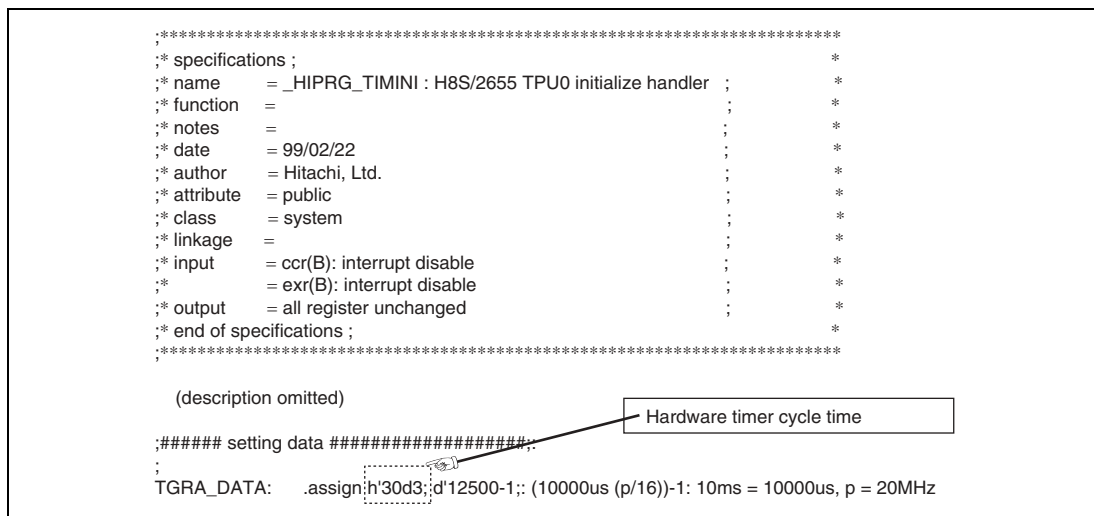 ;*************************************************************************
;* specifications ; *
;* name = _HIPRG_TIMINI : H8S/2655 TPU0 initialize handler ; *
;* function = ; *
;* notes = ; *
;* date = 99/02/22 ; *
;* author = Hitachi, Ltd. ; *
;* attribute = public ; *
;* class = system ; *
;* linkage = ; *
;* input = ccr(B): interrupt disable ; *
;* = exr(B): interrupt disable ; *
;* output = all register unchanged ; *
;* end of specifications ; *
;*************************************************************************
(description omitted)
Hardware timer cycle time
;###### setting data ###################;:
;
TGRA_DATA: .assign h'30d3; d'12500-1;: (10000us (p/16))-1: 10ms = 10000us, p = 20MHz